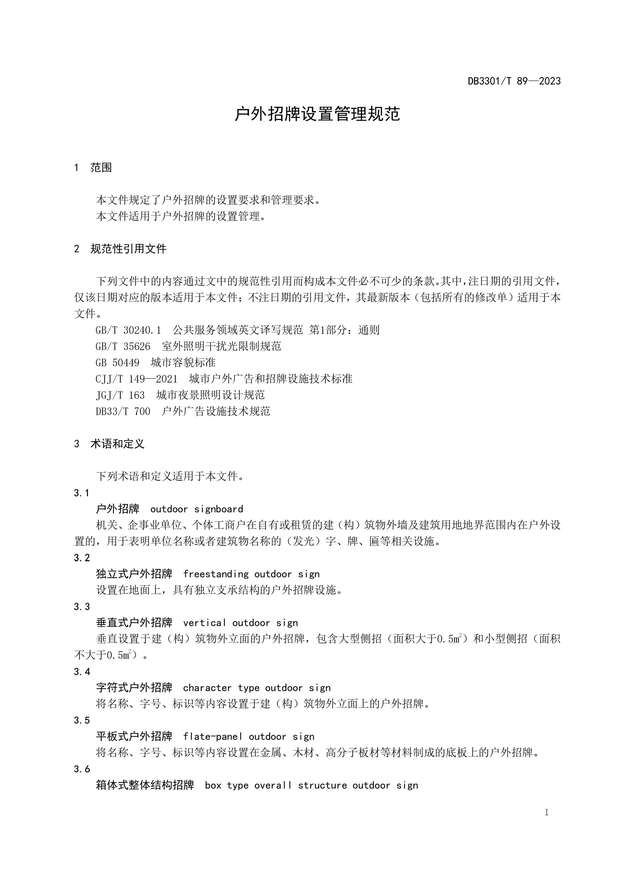 DB3301/T 89—2023
户外招牌设置管理规范
1 范围
本文件规定了户外招牌的设置要求和管理要求。
本文件适用于户外招牌的设置管理。
2 规范性引用文件
下列文件中的内容通过文中的规范性引用而构成本文件必不可少的条款。其中,注日期的引用文件,
仅该日期对应的版本适用于本文件;不注日期的引用文件,其最新版本(包括所有的修改单)适用于本
文件。
GB/T 30240.1 公共服务领域英文译写规范 第1部分:通则
GB/T 35626 室外照明干扰光限制规范
GB 50449 城市容貌标准
CJJ/T 149—2021 城市户外广告和招牌设施技术标准
JGJ/T 163 城市夜景照明设计规范
DB33/T 700 户外广告设施技术规范
3 术语和定义
下列术语和定义适用于本文件。
3.1
户外招牌 outdoor signboard
机关、企事业单位、个体工商户在自有或租赁的建(构)筑物外墙及建筑用地地界范围内在户外设
置的,用于表明单位名称或者建筑物名称的(发光)字、牌、匾等相关设施。
3.2
独立式户外招牌 freestanding outdoor sign
设置在地面上,具有独立支承结构的户外招牌设施。
3.3
垂直式户外招牌 vertical outdoor sign
垂直设置于建(构)筑物外立面的户外招牌,包含大型侧招(面积大于0.5㎡)和小型侧招(面积
不大于0.5㎡)。
3.4
字符式户外招牌 character type outdoor sign
将名称、字号、标识等内容设置于建(构)筑物外立面上的户外招牌。
3.5
平板式户外招牌 flate-panel outdoor sign
将名称、字号、标识等内容设置在金属、木材、高分子板材等材料制成的底板上的户外招牌。
3.6
箱体式整体结构招牌 box type overall structure outdoor sign
1